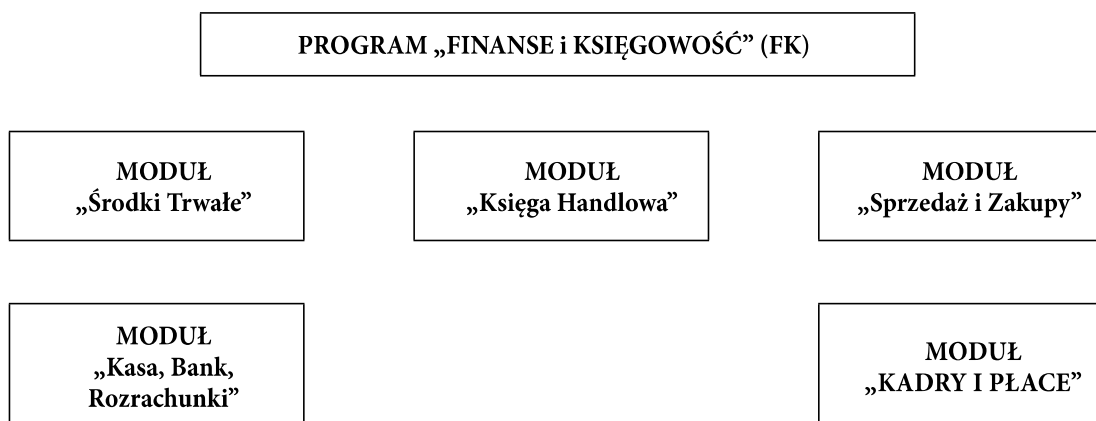 PROGRAM „FINANSE i KSIĘGOWOŚĆ” (FK)
MODUŁ
„Środki Trwałe”
MODUŁ
„Księga Handlowa”
MODUŁ
„Sprzedaż i Zakupy”
MODUŁ
„Kasa, Bank,
Rozrachunki”
MODUŁ
„KADRY I PŁACE”